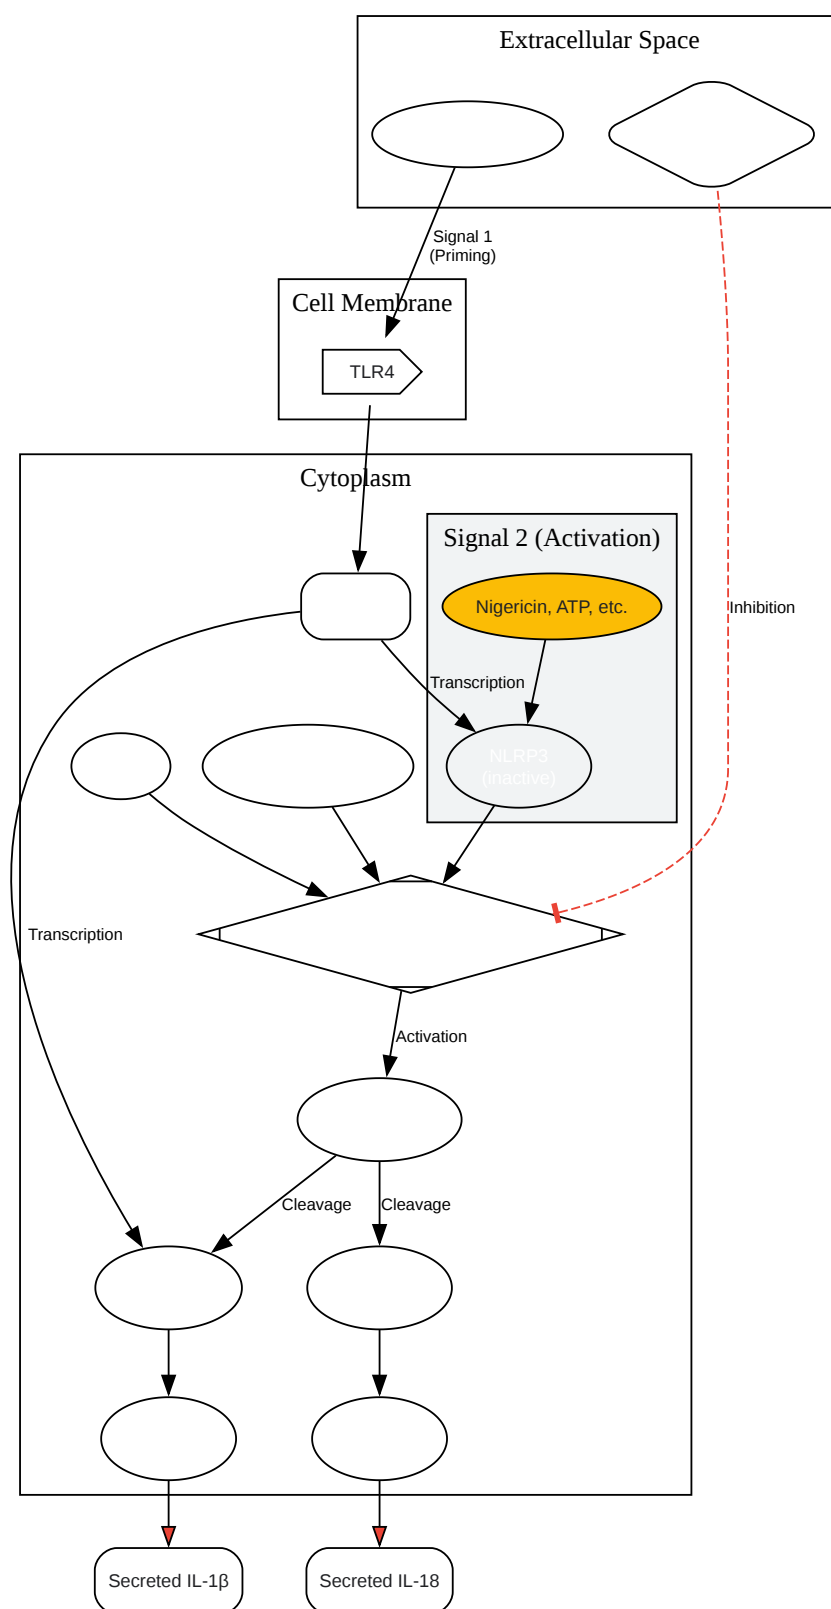 Extracellular Space
Signal 1
(Priming)
Cell Membrane
TLR4
Cytoplasm
Signal 2 (Activation)
Nigericin, ATP, etc.
Inhibition
Transcription
NLRP3
(inactive)
Transcription
Activation
Cleavage
Cleavage
Secreted IL-1β
Secreted IL-18